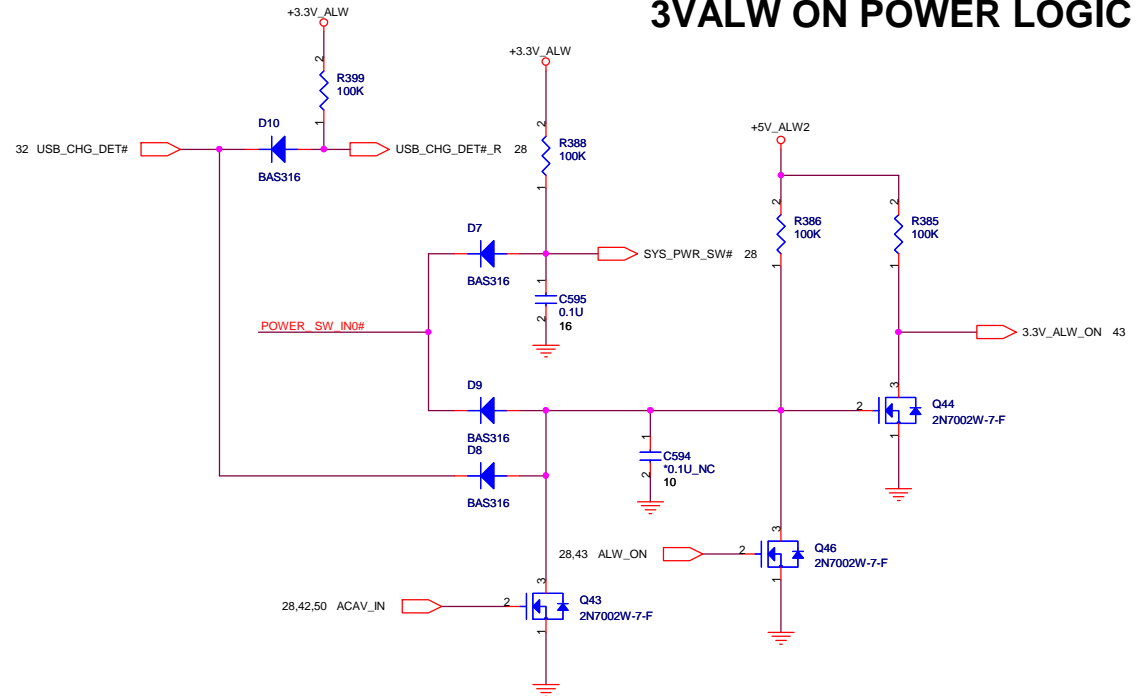 3VALW ON POWER LOGIC
+3.3V_ALW
2
R399
100K
1
D10
32 USB_CHG_DET#
USB_CHG_DET#_R 28
BAS316
+3.3V_ALW
2
R388
100K
1
+5V_ALW2
2
R386
100K
1
2
R385
100K
1
D7
BAS316
SYS_PWR_SW# 28
1
C595
0.1U
2
16
POWER_ SW_IN0#
3.3V_ALW_ON 43
D9
BAS316
D8
BAS316
1
C594
*0.1U_NC
2
10
3
2
Q44
2N7002W-7-F
1
28,43 ALW_ON
3
2
Q46
2N7002W-7-F
1
28,42,50 ACAV_IN
3
2
Q43
2N7002W-7-F
1